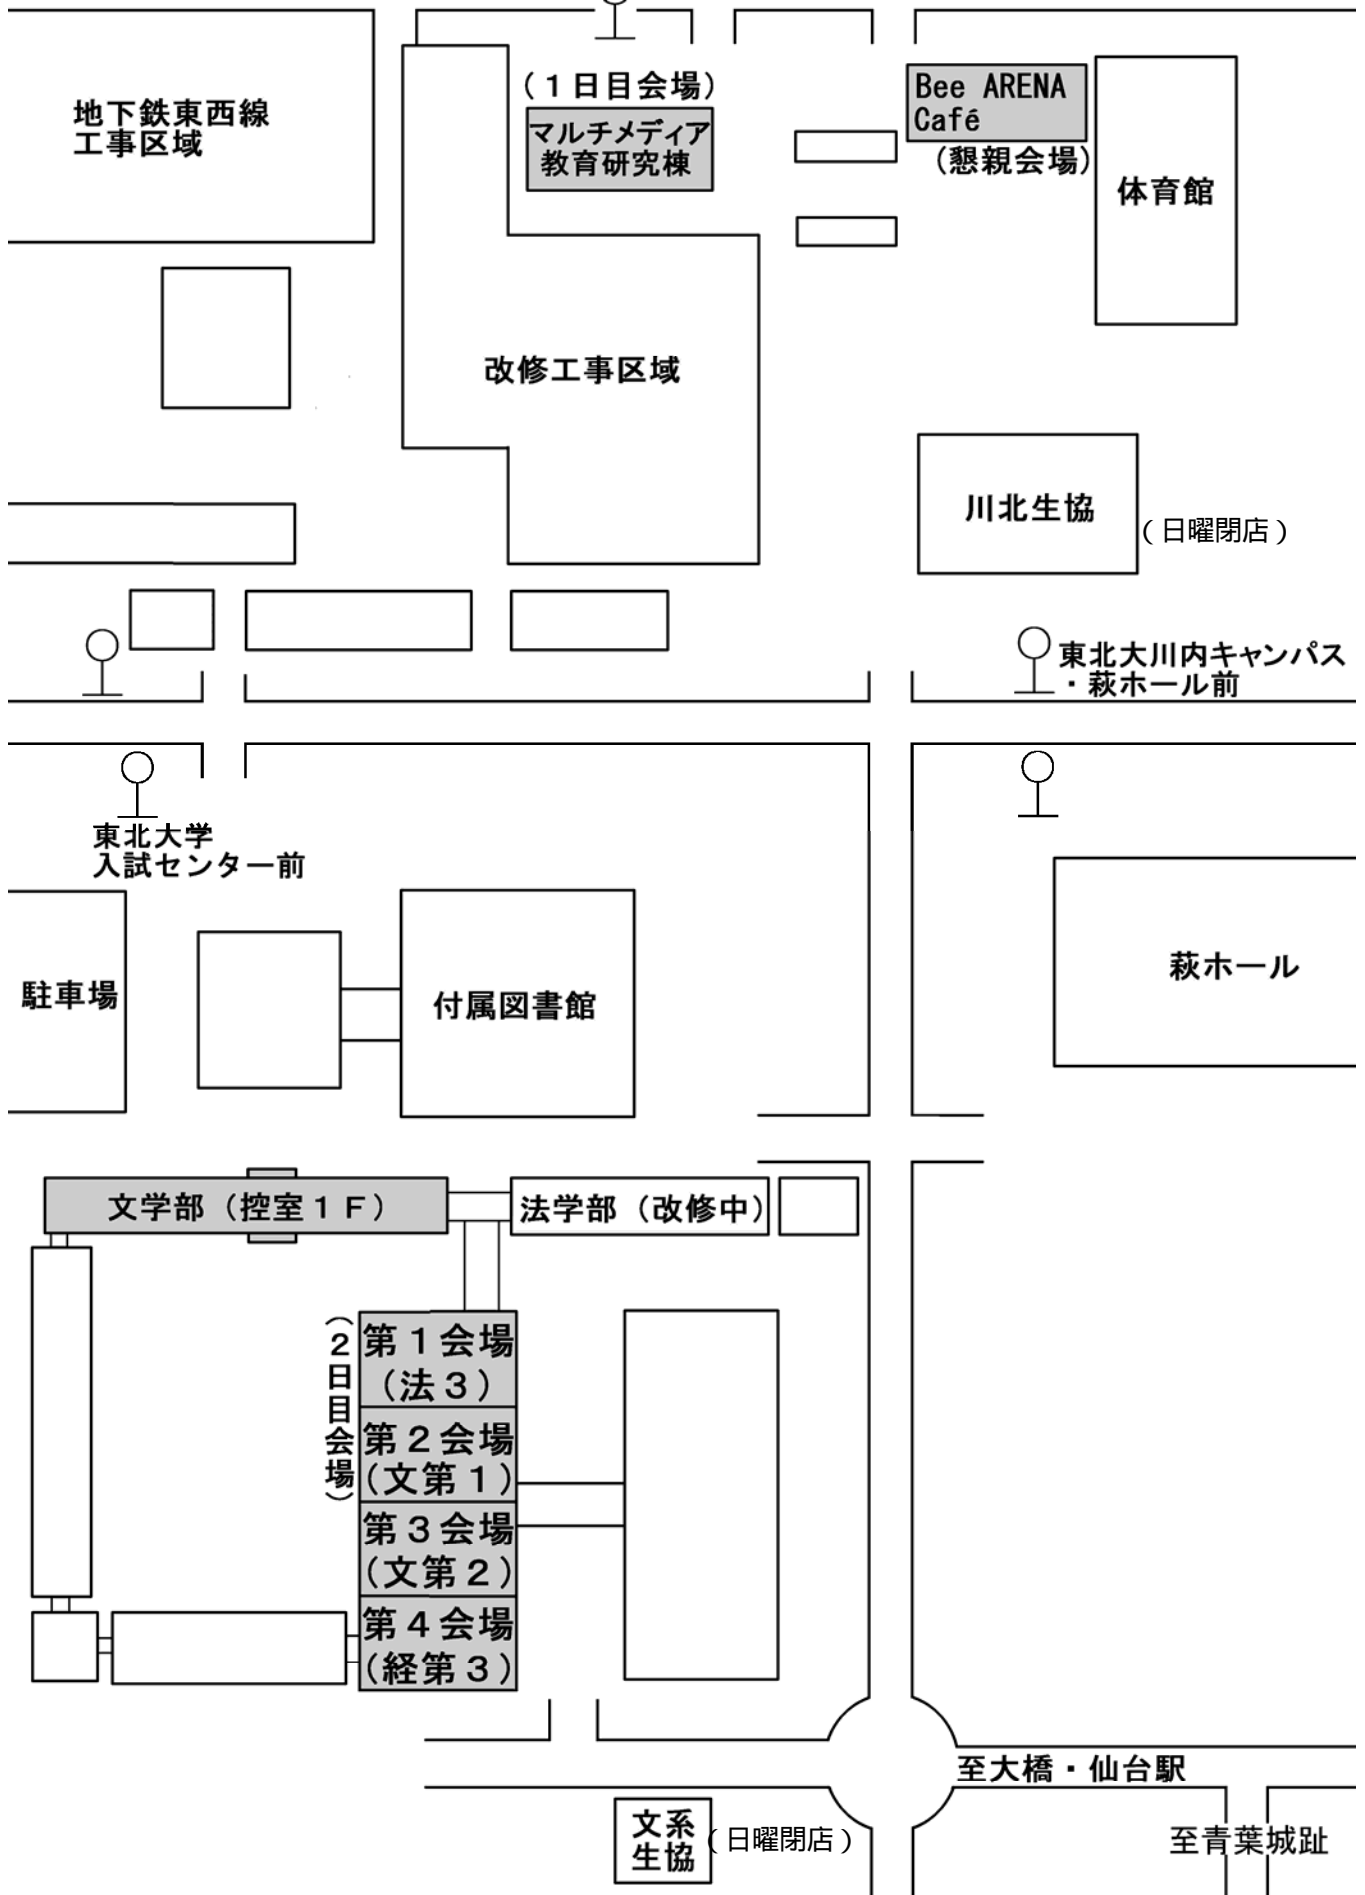 (１日目会場)
Bee ARENA
Café
地下鉄東西線
工事区域
マルチメディア
教育研究棟
(懇親会場)
体育館
改修工事区域
川北生協
(日曜閉店)
東北大川内キャンパス
・萩ホール前
東北大学
入試センター前
萩ホール
駐車場
付属図書館
文学部(控室１Ｆ)
法学部(改修中)
(２日目会場)
第１会場
(法３)
第２会場
(文第１)
第３会場
(文第２)
第４会場
(経第３)
至大橋・仙台駅
文系
生協
(日曜閉店)
至青葉城趾